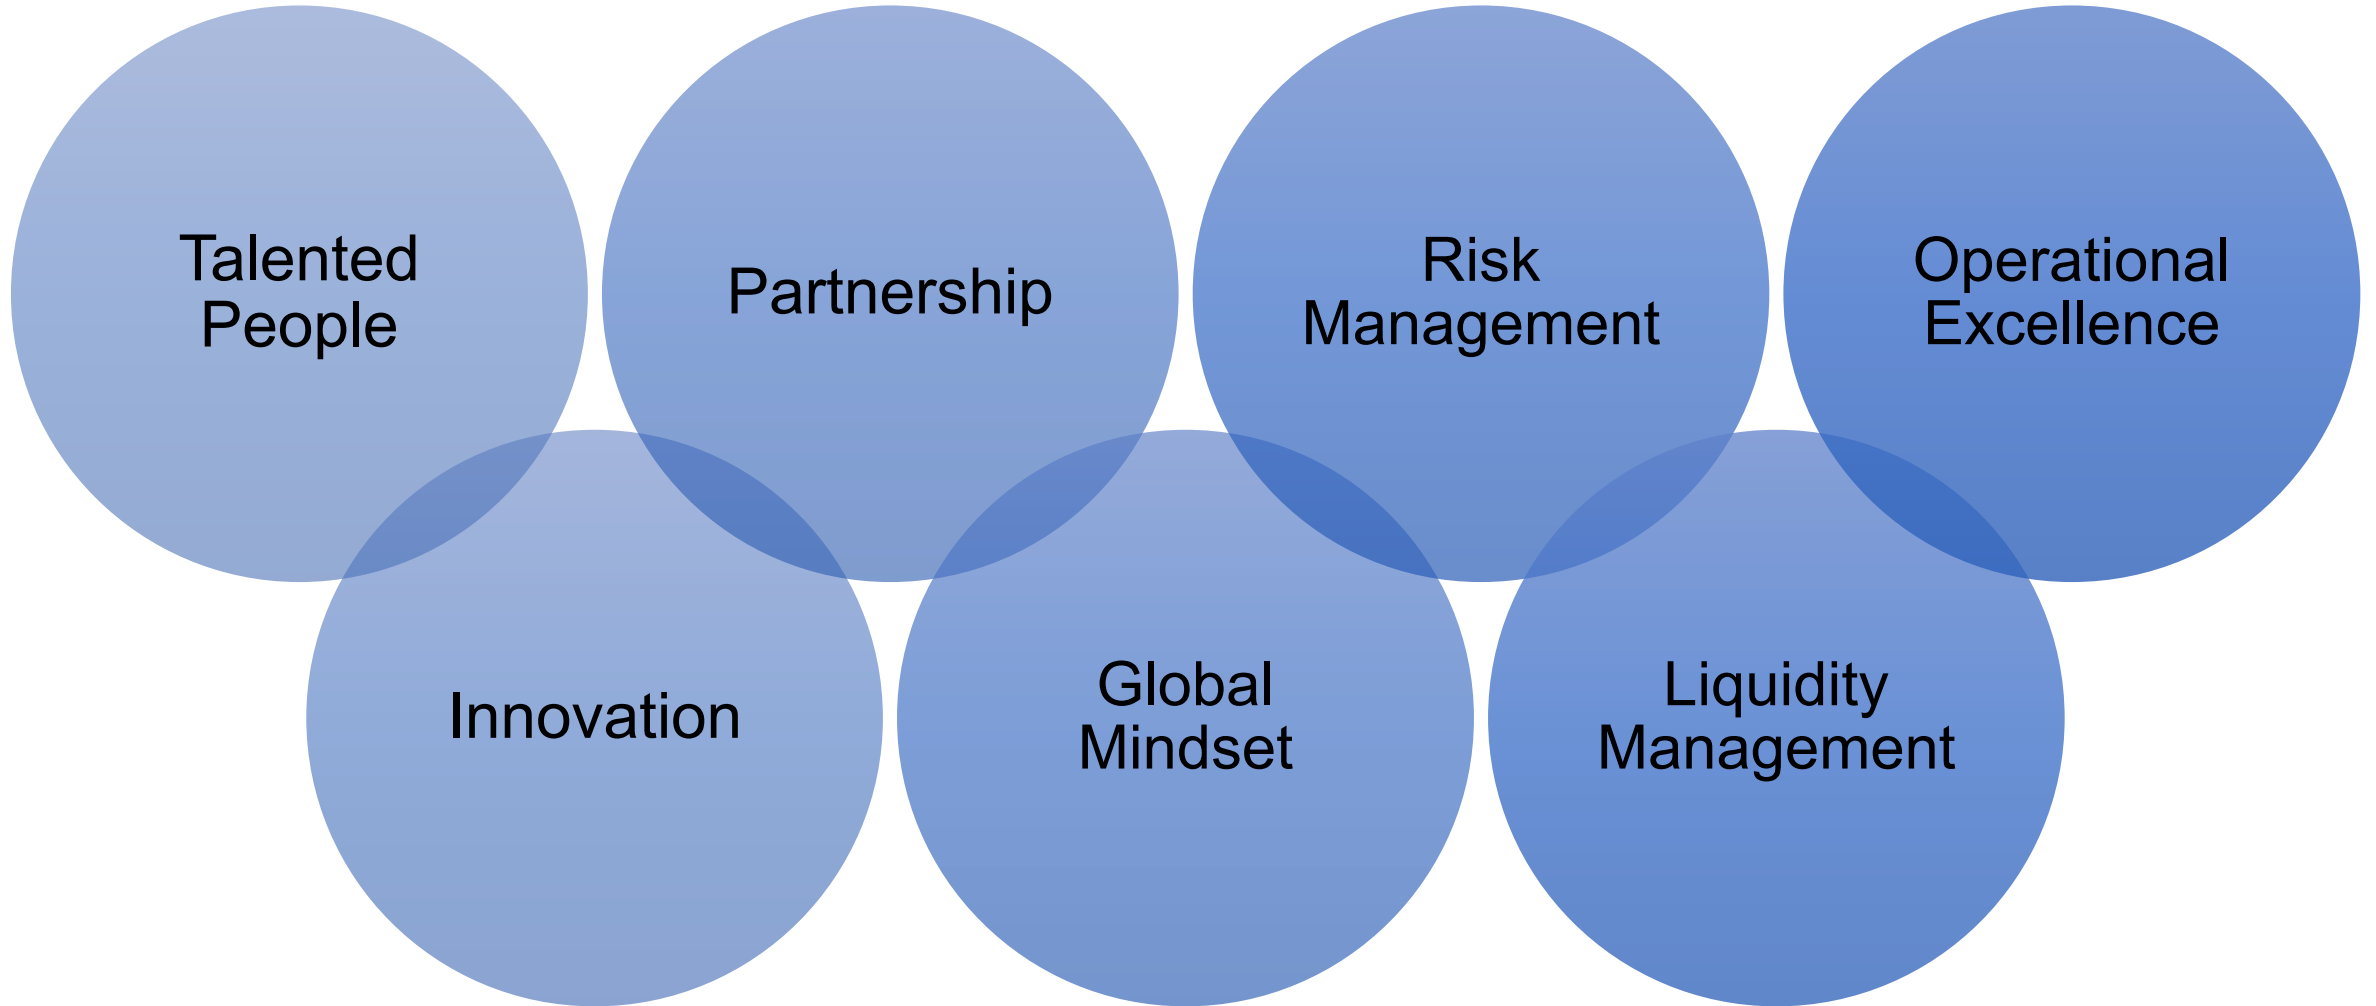 Talented
People
Partnership
Risk
Management
Operational
Excellence
Innovation
Global
Mindset
Liquidity
Management